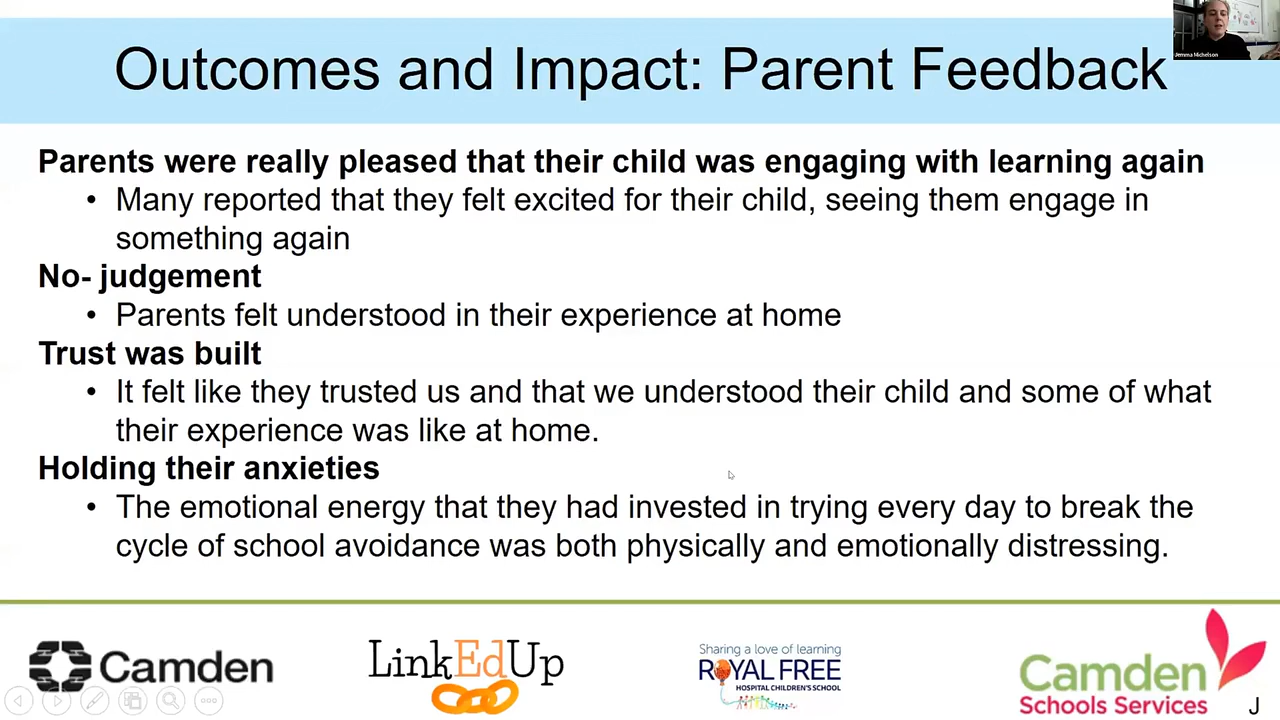 Jemma Michelson
Outcomes and Impact: Parent Feedback
Parents were really pleased that their child was engaging with learning again
• Many reported that they felt excited for their child, seeing them engage in
something again
No- judgement
• Parents felt understood in their experience at home
Trust was built
• It felt like they trusted us and that we understood their child and some of what
their experience was like at home.
Holding their anxieties
• The emotional energy that they had invested in trying every day to break the
cycle of school avoidance was both physically and emotionally distressing.
Camden
LinkEdUp
Sharing a love of learning
ROYAL FREE
HOSPITAL CHILDREN'S SCHOOL
Camden
Schools Services
J